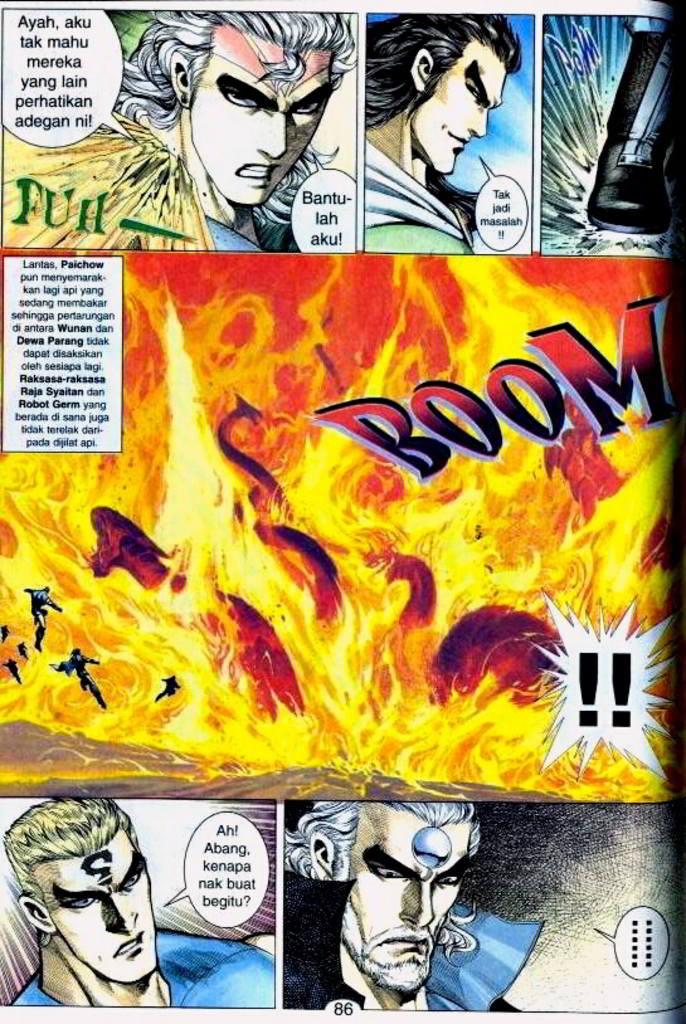 Ayah, aku
tak mahu
mereka
yang lain
perhatikan
adegan ni!
FUH
Bantu-
lah
aku!
Tak
jadi
masalah
!!
Lantas, Paichow
pun menyemarak-
kan lagi api yang
sedang membakar
sehingga pertarungan
di antara Wunan dan
Dewa Parang tidak
dapat disaksikan
oleh sesiapa lagi.
Raksasa-raksasa
Raja Syaitan dan
Robot Germ yang
berada di sana juga
tidak terelak dari-
pada dijilat api.
BOOM
!!
Ah!
Abang,
kenapa
nak buat
begitu?
86